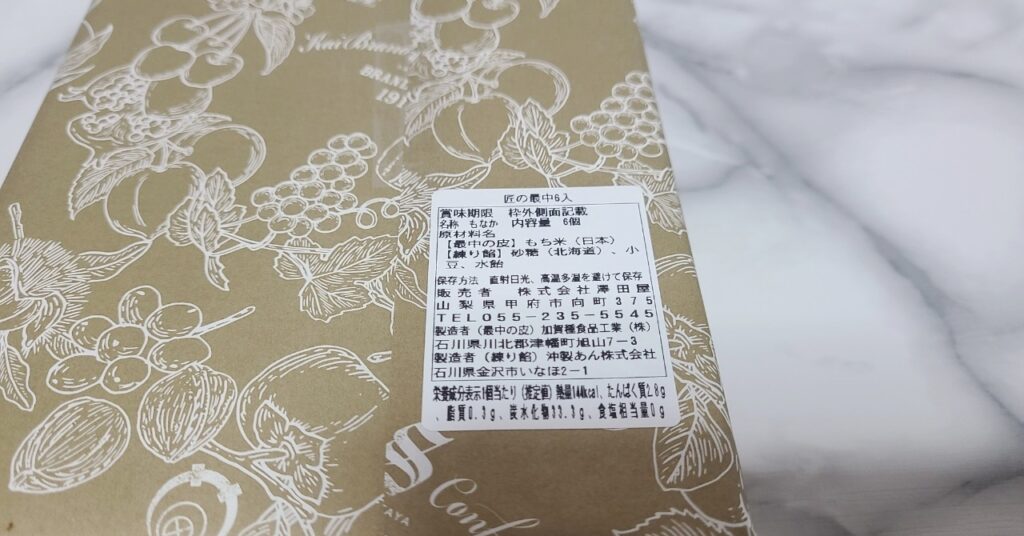 Kai B
BRAN
191
匠の最中6入
賞味期限 枠外側面記載
名称 もなか 内容量 6個
原材料名
【最中の皮】もち米（日本）
【練り餡】砂糖（北海道）、小
豆、水飴
保存方法 直射日光、高温多湿を避けて保存
販売者 株式会社澤田屋
山梨県甲府市向町375
TEL055-235-5545
製造者（最中の皮）加賀種食品工業（株）
石川県川北郡津幡町旭山7-3
製造者（練り餡）沖製あん株式会社
石川県金沢市いなほ2-1
栄養成分表示1個当たり（推定値）熱量144kcal、たんぱく質2.8g
、脂質0.3g、炭水化物33.3g、食塩相当量0g
S
Conf
AYA